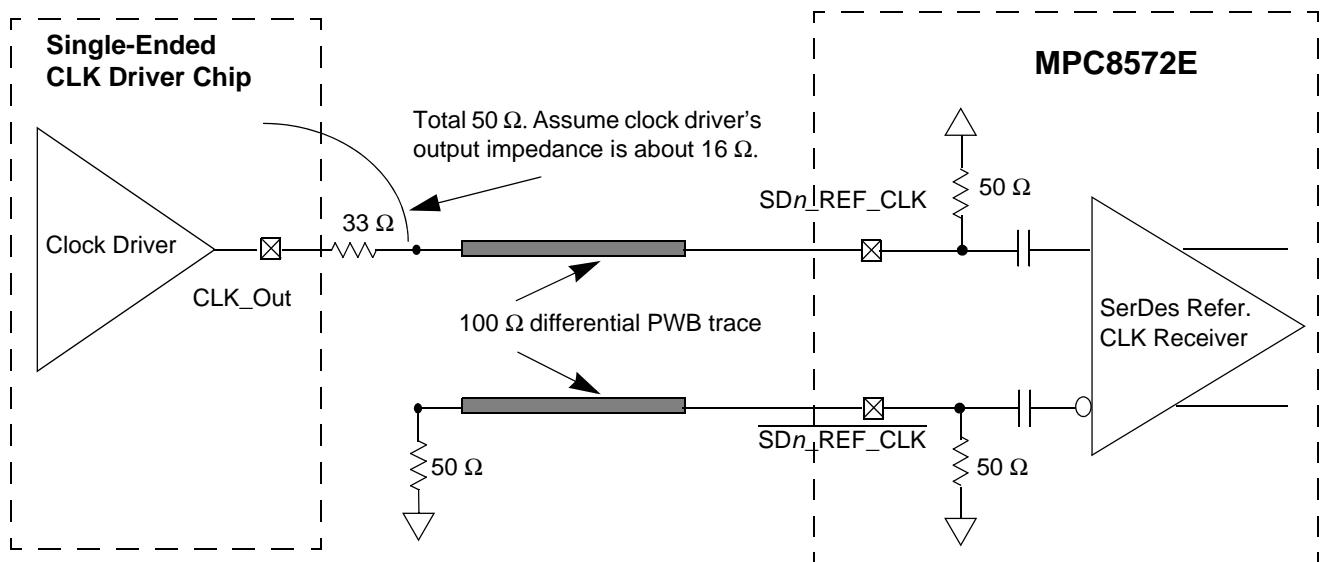 Single-Ended
CLK Driver Chip
MPC8572E
Total 50 Ω. Assume clock driver's
output impedance is about 16 Ω.
SDn_REF_CLK
50 Ω
33 Ω
Clock Driver
CLK_Out
100 Ω differential PWB trace
SerDes Refer.
CLK Receiver
SDn_REF_CLK
50 Ω
50 Ω